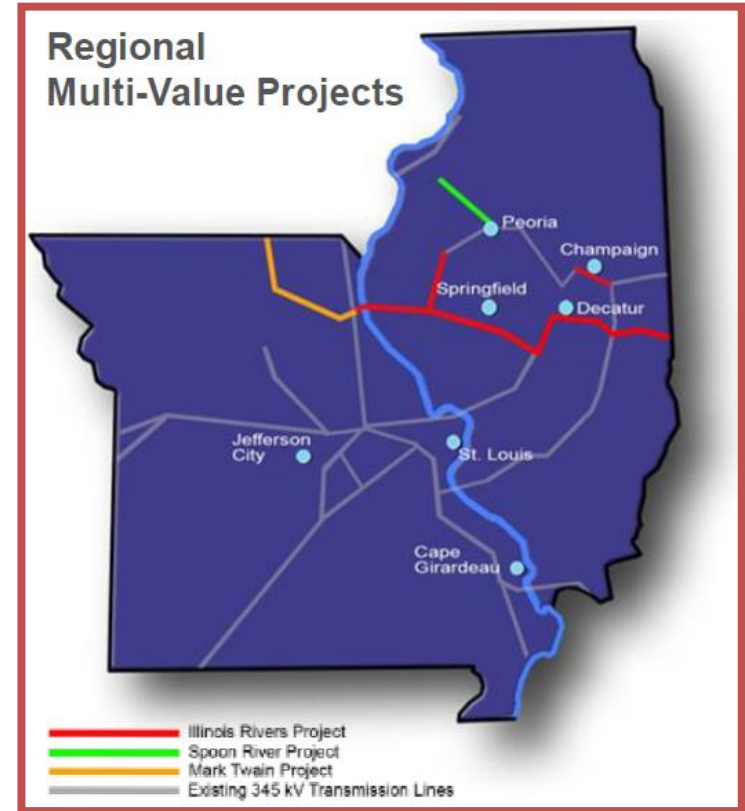 Regional
Multi-Value Projects
Peoria
Champaign
Springfield
Decatur
Jefferson
City
St. Louis
Cape
Girardeau
Illinois Rivers Project
Spoon River Project
Mark Twain Project
Existing 345 kV Transmission Lines